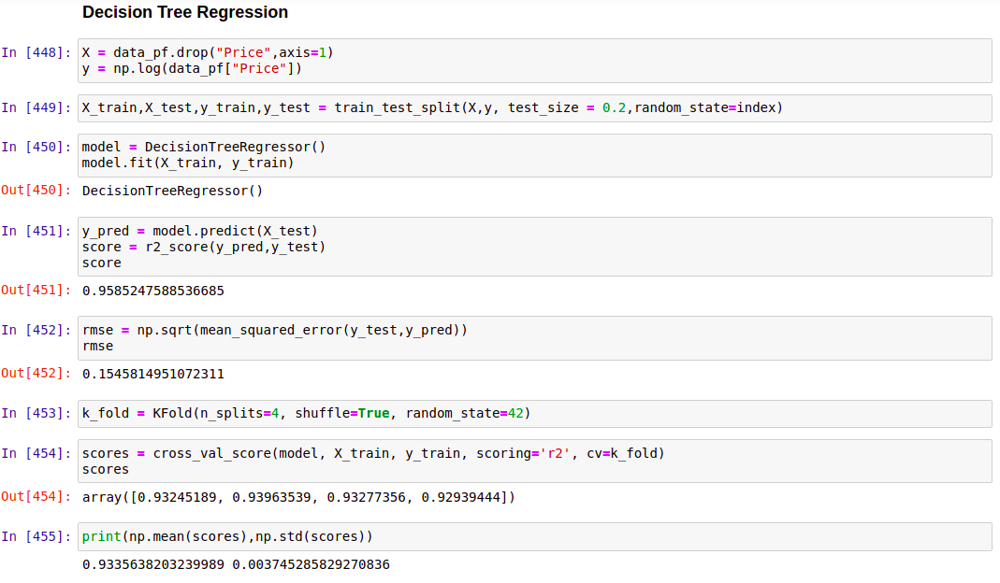 Decision Tree Regression
In [448]: X = data_pf.drop("Price",axis=1)
y = np.log(data_pf["Price"])
In [449]: X_train,X_test,y_train,y_test = train_test_split(X,y, test_size = 0.2,random_state=index)
In [450]: model = DecisionTreeRegressor()
model.fit(X_train, y_train)
Out[450]: DecisionTreeRegressor()
In [451]: y_pred = model.predict(X_test)
score = r2_score(y_pred,y_test)
score
Out[451]: 0.9585247588536685
In [452]: rmse = np.sqrt(mean_squared_error(y_test,y_pred))
rmse
Out[452]: 0.1545814951072311
In [453]: k_fold = KFold(n_splits=4, shuffle=True, random_state=42)
In [454]: scores = cross_val_score(model, X_train, y_train, scoring='r2', cv=k_fold)
scores
Out[454]: array([0.93245189, 0.93963539, 0.93277356, 0.92939444])
In [455]: print(np.mean(scores),np.std(scores))
0.9335638203239989 0.003745285829270836